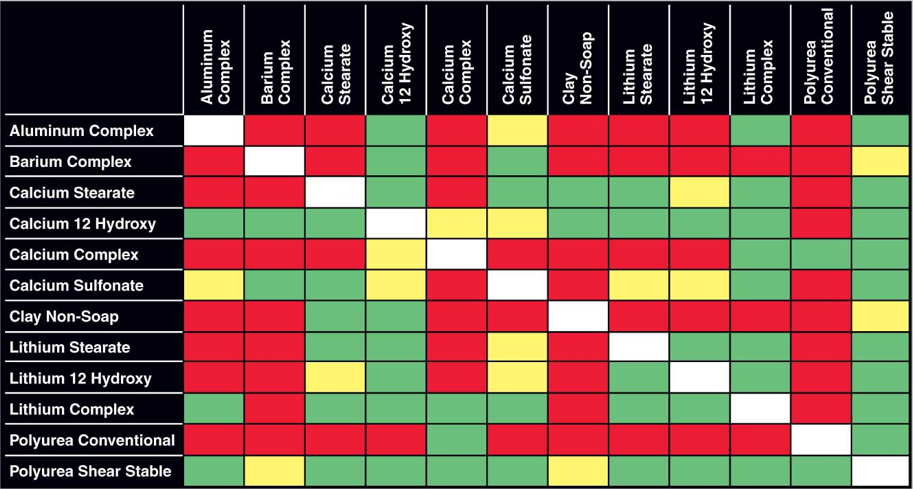 Aluminum
Complex
Barium
Complex
Calcium
Stearate
Calcium
12 Hydroxy
Calcium
Complex
Calcium
Sulfonate
Clay
Non-Soap
Lithium
Stearate
Lithium
12 Hydroxy
Lithium
Complex
Polyurea
Conventional
Polyurea
Shear Stable
Aluminum Complex
Barium Complex
Calcium Stearate
Calcium 12 Hydroxy
Calcium Complex
Calcium Sulfonate
Clay Non-Soap
Lithium Stearate
Lithium 12 Hydroxy
Lithium Complex
Polyurea Conventional
Polyurea Shear Stable